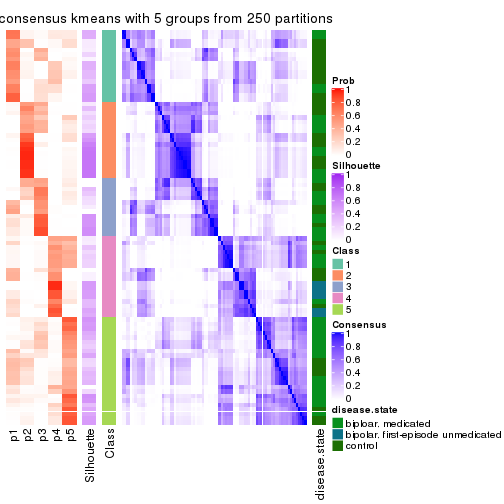 consensus kmeans with 5 groups from 250 partitions
Prob
1
0.8
0.6
0.4
0.2
0
Silhouette
1
0.8
0.6
0.4
0.2
0
Class
1
2
3
4
5
Consensus
1
0.8
0.6
0.4
0.2
0
disease.state
biploar. medicated
bipolar. first-episode unmedicated
control
p1
p2
p3
p4
p5
Silhouette
Class
disease.state